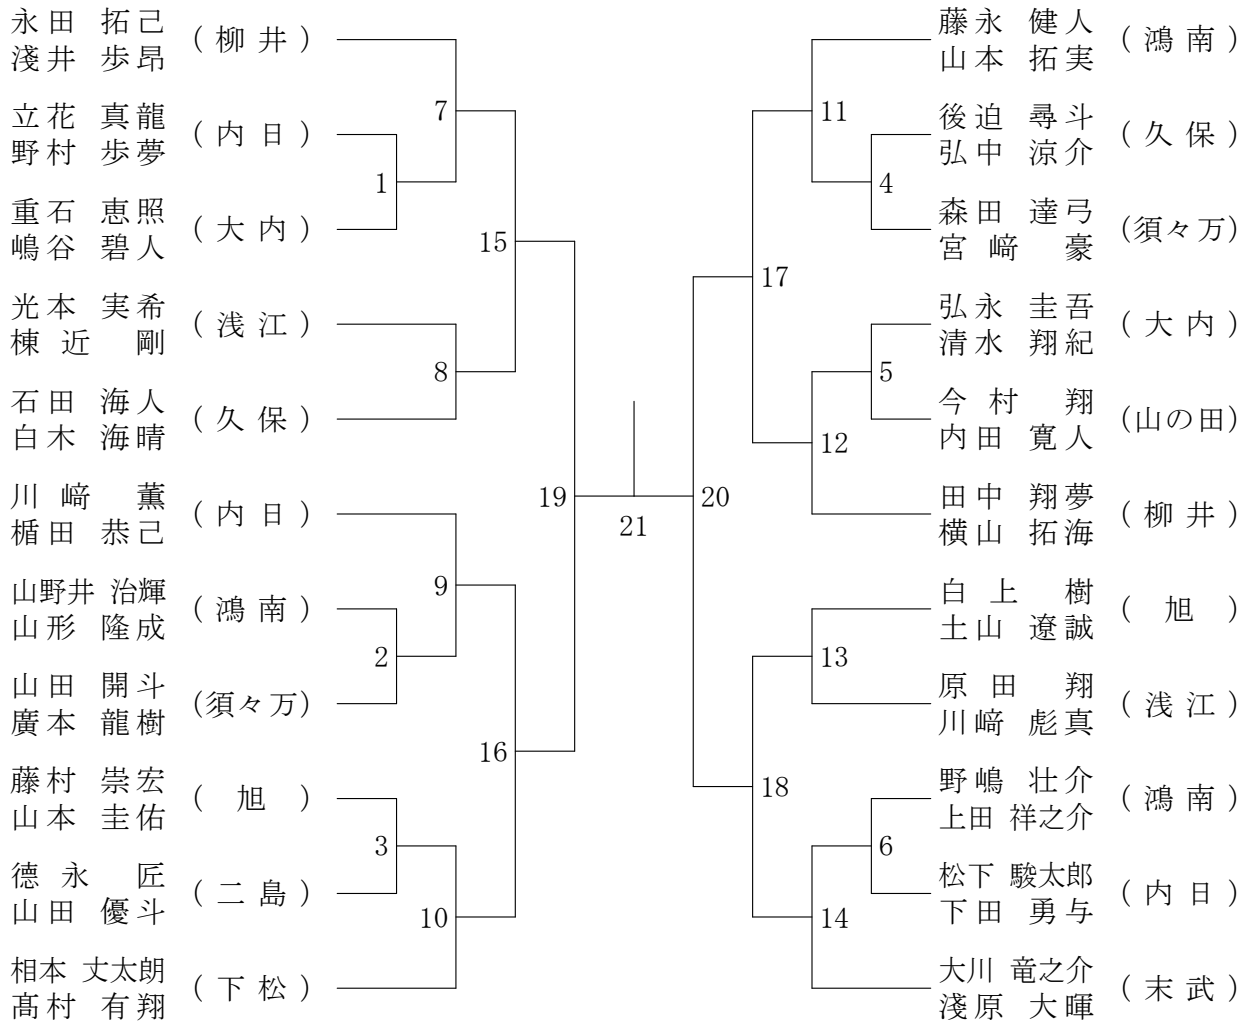 永田 拓己
淺井 歩昂
(柳井)
立花 真龍
野村 歩夢
(内日)
重石 恵照
嶋谷 碧人
(大内)
光本 実希
棟近 剛
(浅江)
石田 海人
白木 海晴
(久保)
川﨑 薫
楯田 恭己
(内日)
山野井 治輝
山形 隆成
(鴻南)
山田 開斗
廣本 龍樹
(須々万)
藤村 崇宏
山本 圭佑
(旭)
德永 匠
山田 優斗
(二島)
相本 丈太朗
髙村 有翔
(下松)
7
1
15
8
19
9
2
16
3
10
21
20
11
4
17
5
12
13
18
6
14
藤永 健人
山本 拓実
(鴻南)
後迫 尋斗
弘中 涼介
(久保)
森田 達弓
宮﨑 豪
(須々万)
弘永 圭吾
清水 翔紀
(大内)
今村 翔
内田 寛人
(山の田)
田中 翔夢
横山 拓海
(柳井)
白上 樹
土山 遼誠
(旭)
原田 翔
川﨑 彪真
(浅江)
野嶋 壮介
上田 祥之介
(鴻南)
松下 駿太郎
下田 勇与
(内日)
大川 竜之介
淺原 大暉
(末武)